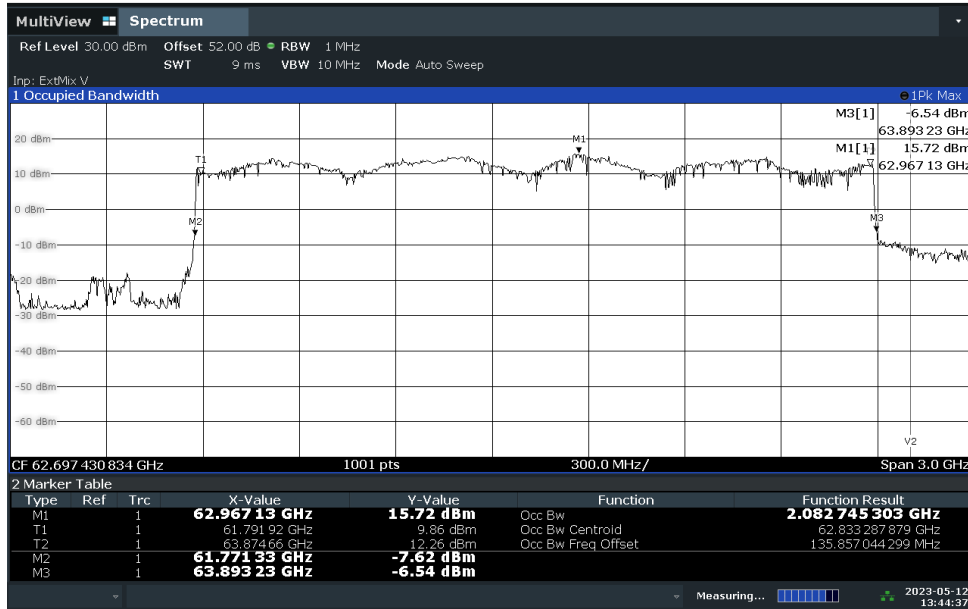 MultiView Spectrum
Ref Level 30.00 dBm Offset 52.00 dB RBW 1 MHz
SWT 9 ms VBW 10 MHz Mode Auto Sweep
Inp: ExtMix V
1 Occupied Bandwidth 1Pk Max
M3[1] -6.54 dBm
63.893 23 GHz
M1[1] 15.72 dBm
62.967 13 GHz
20 dBm
10 dBm
0 dBm
-10 dBm
-20 dBm
-30 dBm
-40 dBm
-50 dBm
-60 dBm
T1
M2
M1
M3
V2
CF 62.697 430 834 GHz 1001 pts 300.0 MHz/ Span 3.0 GHz
2 Marker Table
Type Ref Trc X-Value Y-Value Function Function Result
M1 1 62.967 13 GHz 15.72 dBm Occ Bw 2.082 745 303 GHz
T1 1 61.791 92 GHz 9.86 dBm Occ Bw Centroid 62.833 287 879 GHz
T2 1 63.874 66 GHz 12.26 dBm Occ Bw Freq Offset 135.857 044 299 MHz
M2 1 61.771 33 GHz -7.62 dBm
M3 1 63.893 23 GHz -6.54 dBm
Measuring... 2023-05-12
13:44:37